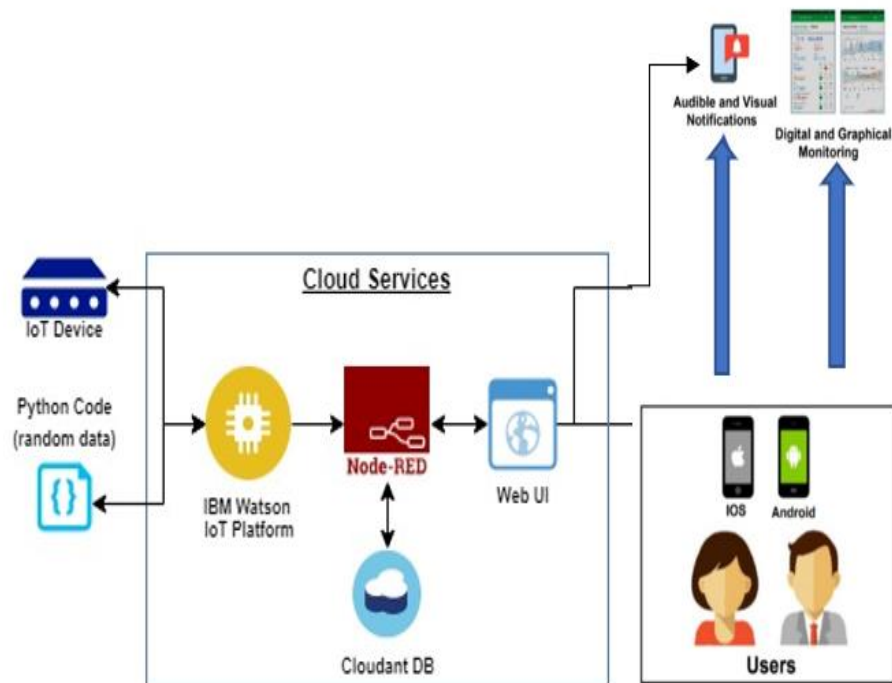 Audible and Visual
Notifications
Digital and Graphical
Monitoring
Cloud Services
IoT Device
Python Code
(random data)
{}
IBM Watson
IoT Platform
Node-RED
Web UI
Cloudant DB
IOS
Android
Users